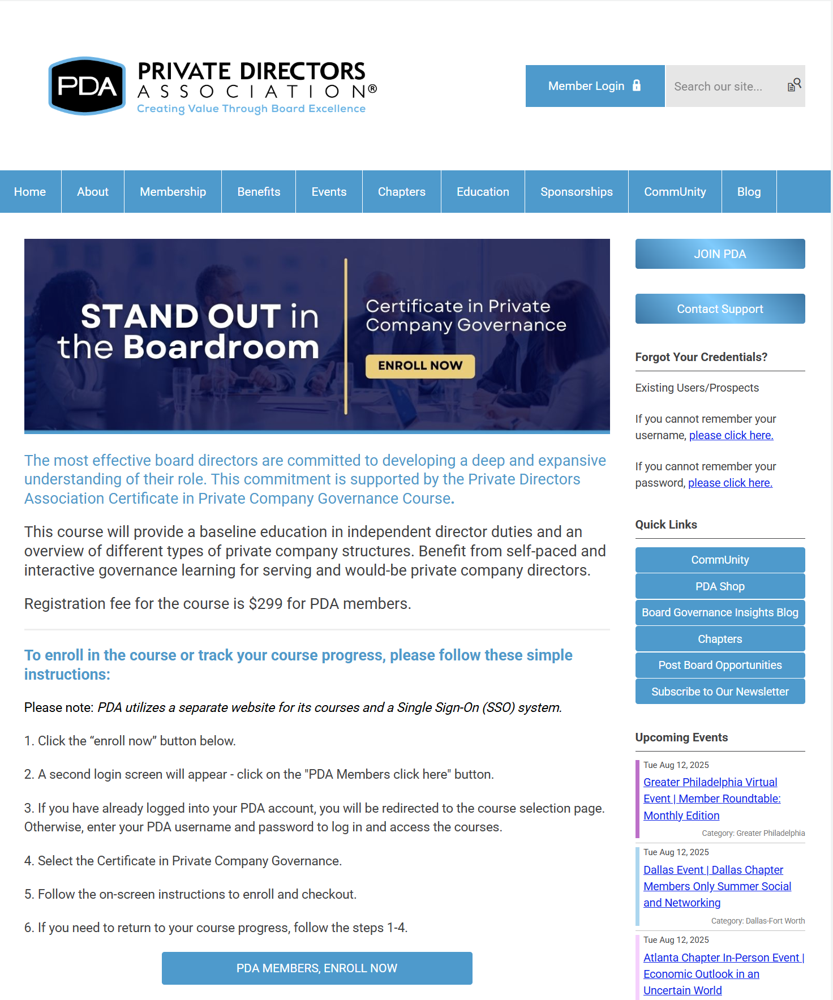 PDA
PRIVATE DIRECTORS
ASSOCIATION®
Creating Value Through Board Excellence
Member Login
Search our site...
Home
About
Membership
Benefits
Events
Chapters
Education
Sponsorships
CommUnity
Blog
STAND OUT in
the Boardroom
Certificate in Private
Company Governance
ENROLL NOW
The most effective board directors are committed to developing a deep and expansive
understanding of their role. This commitment is supported by the Private Directors
Association Certificate in Private Company Governance Course.
This course will provide a baseline education in independent director duties and an
overview of different types of private company structures. Benefit from self-paced and
interactive governance learning for serving and would-be private company directors.
Registration fee for the course is $299 for PDA members.
To enroll in the course or track your course progress, please follow these simple
instructions:
Please note: PDA utilizes a separate website for its courses and a Single Sign-On (SSO) system.
1. Click the “enroll now” button below.
2. A second login screen will appear - click on the "PDA Members click here" button.
3. If you have already logged into your PDA account, you will be redirected to the course selection page.
Otherwise, enter your PDA username and password to log in and access the courses.
4. Select the Certificate in Private Company Governance.
5. Follow the on-screen instructions to enroll and checkout.
6. If you need to return to your course progress, follow the steps 1-4.
PDA MEMBERS, ENROLL NOW
JOIN PDA
Contact Support
Forgot Your Credentials?
Existing Users/Prospects
If you cannot remember your
username, please click here.
If you cannot remember your
password, please click here.
Quick Links
CommUnity
PDA Shop
Board Governance Insights Blog
Chapters
Post Board Opportunities
Subscribe to Our Newsletter
Upcoming Events
Tue Aug 12, 2025
Greater Philadelphia Virtual
Event | Member Roundtable:
Monthly Edition
Category: Greater Philadelphia
Tue Aug 12, 2025
Dallas Event | Dallas Chapter
Members Only Summer Social
and Networking
Category: Dallas-Fort Worth
Tue Aug 12, 2025
Atlanta Chapter In-Person Event |
Economic Outlook in an
Uncertain World